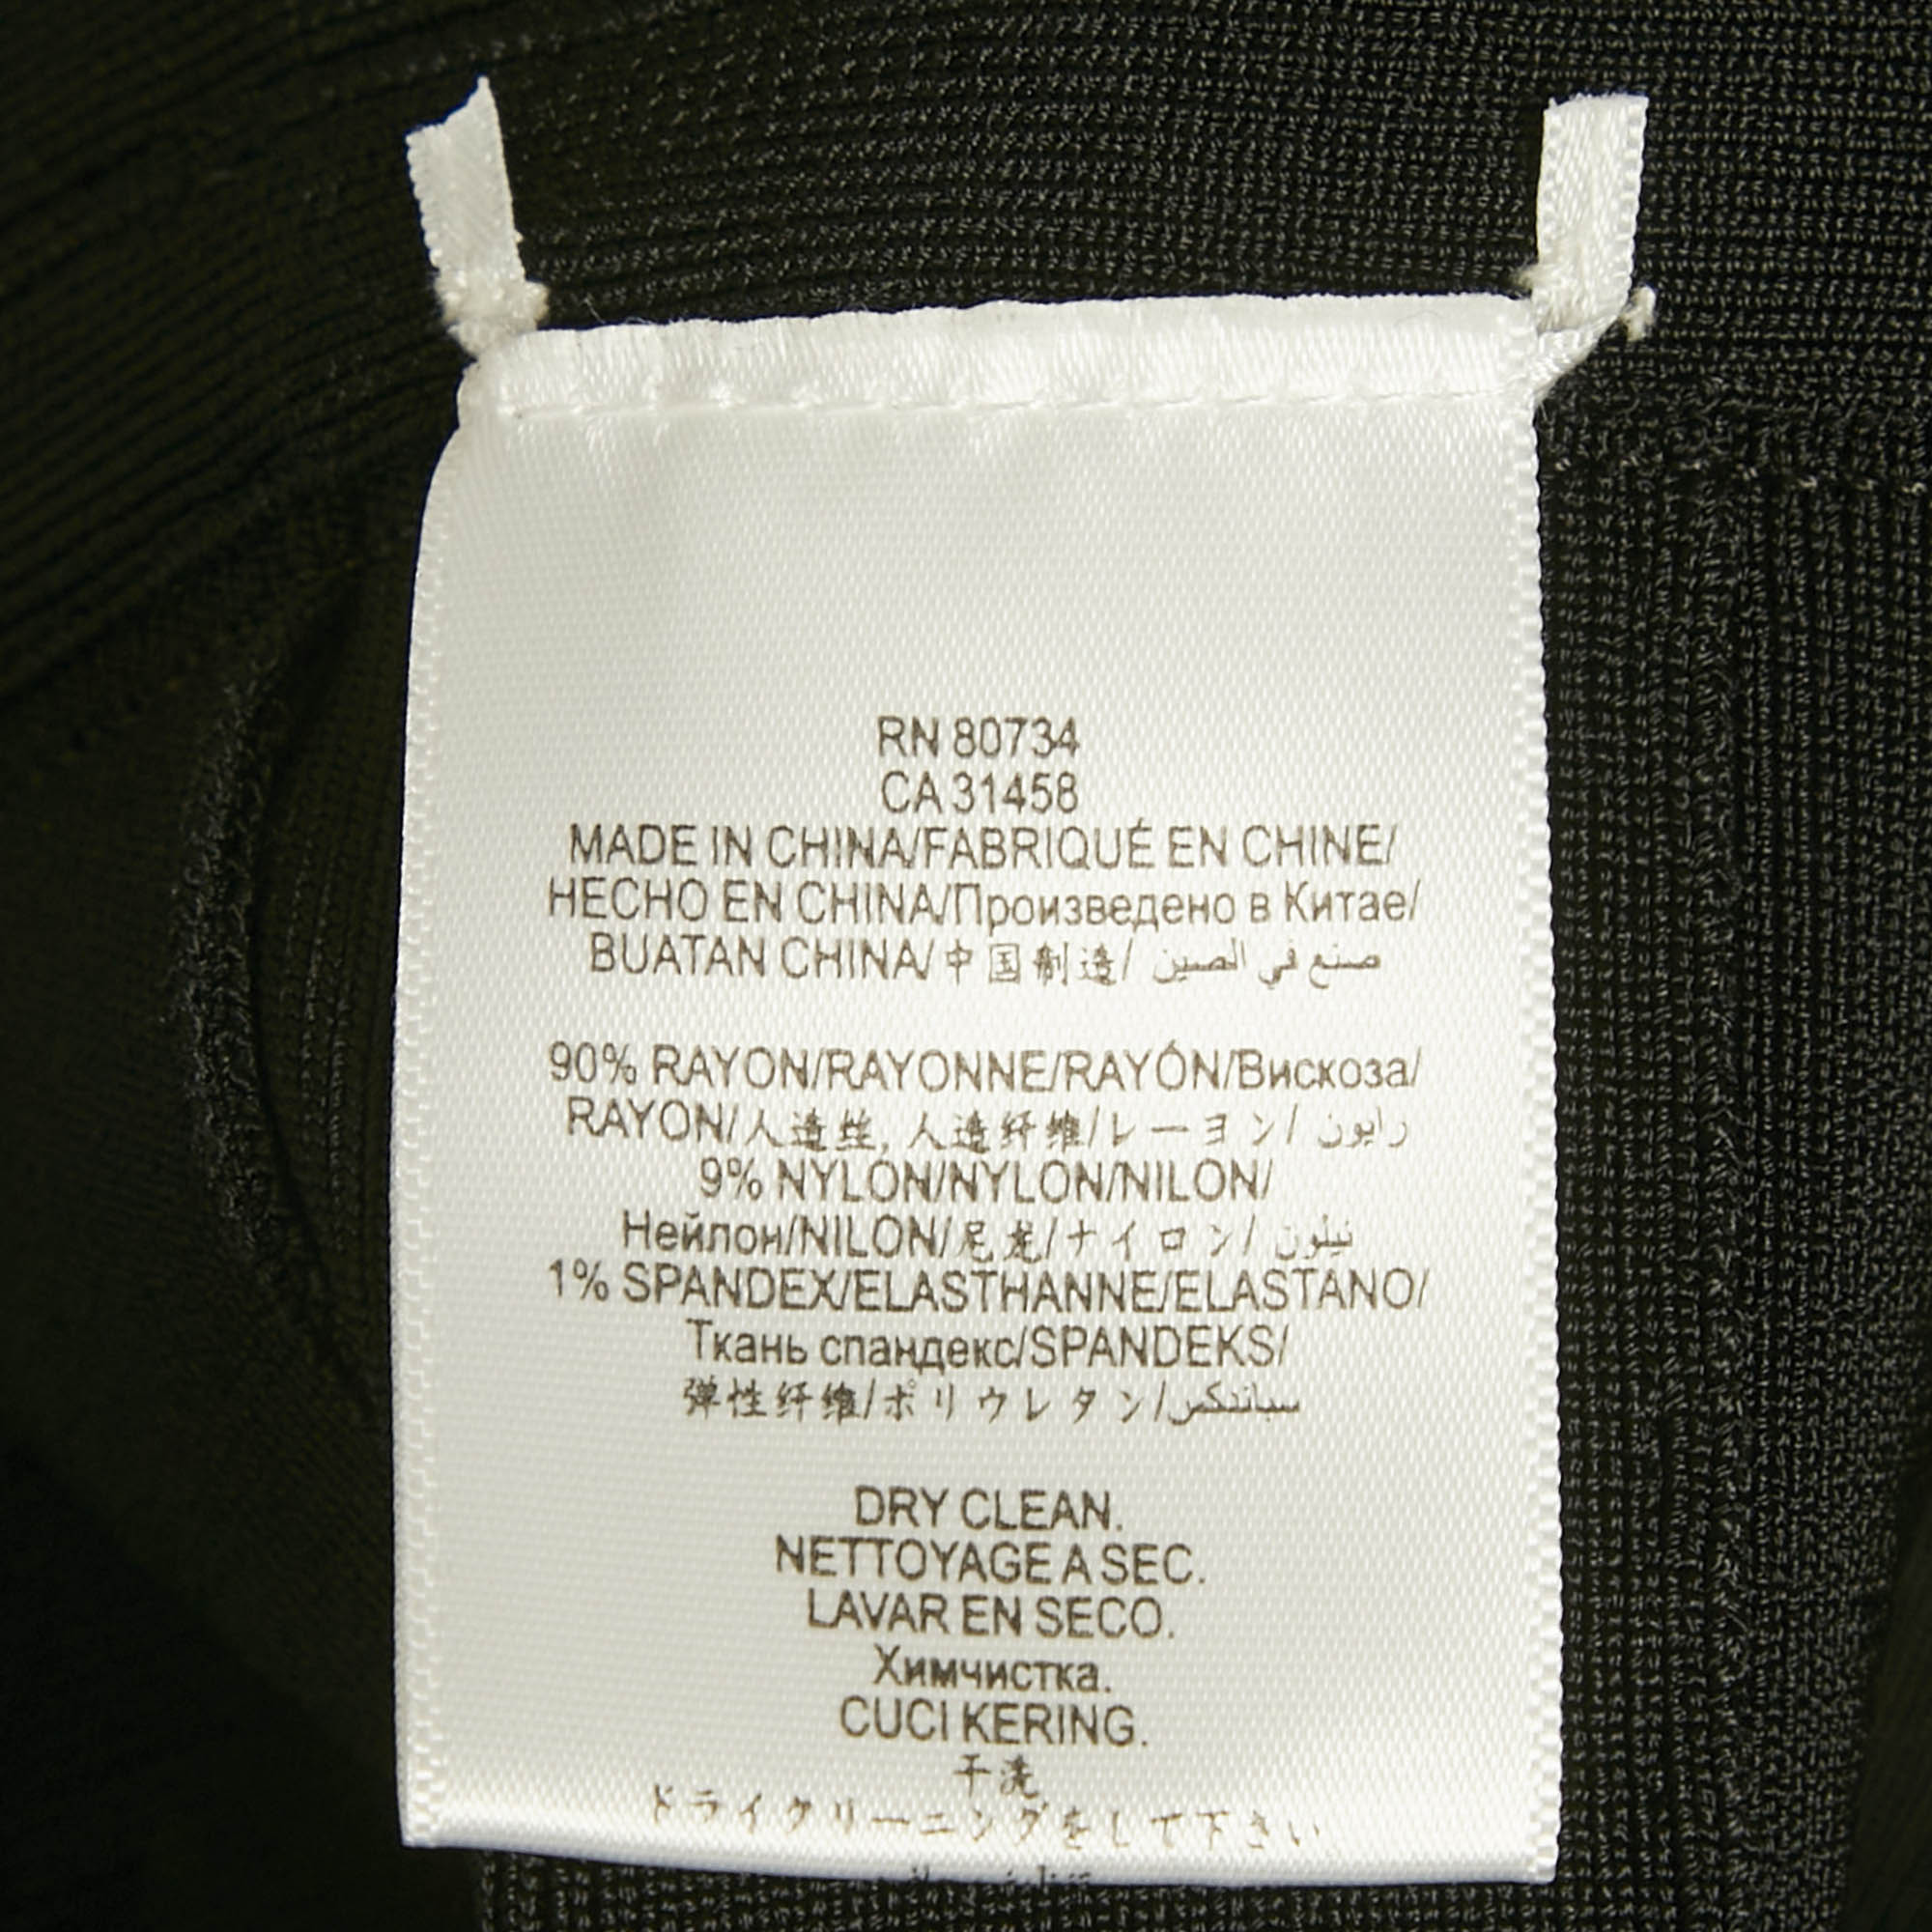 RN 80734
CA 31458
MADE IN CHINA/FABRIQUÉ EN CHINE/
HECHO EN CHINA/Произведено в Китае/
BUATAN CHINA/中国制造/ صنع في الصين
90% RAYON/RAYONNE/RAYÓN/Вискоза/
RAYON/人造丝, 人造纤维/レーヨン/ رايون
9% NYLON/NYLON/NILON/
Нейлон/NILON/尼龙/ナイロン/ نيلون
1% SPANDEX/ELASTHANNE/ELASTANO/
Ткань спандекс/SPANDEKS/
弹性纤维/ポリウレタン/سباندكس
DRY CLEAN.
NETTOYAGE A SEC.
LAVAR EN SECO.
Химчистка.
CUCI KERING.
干洗
ドライクリーニングをして下さい